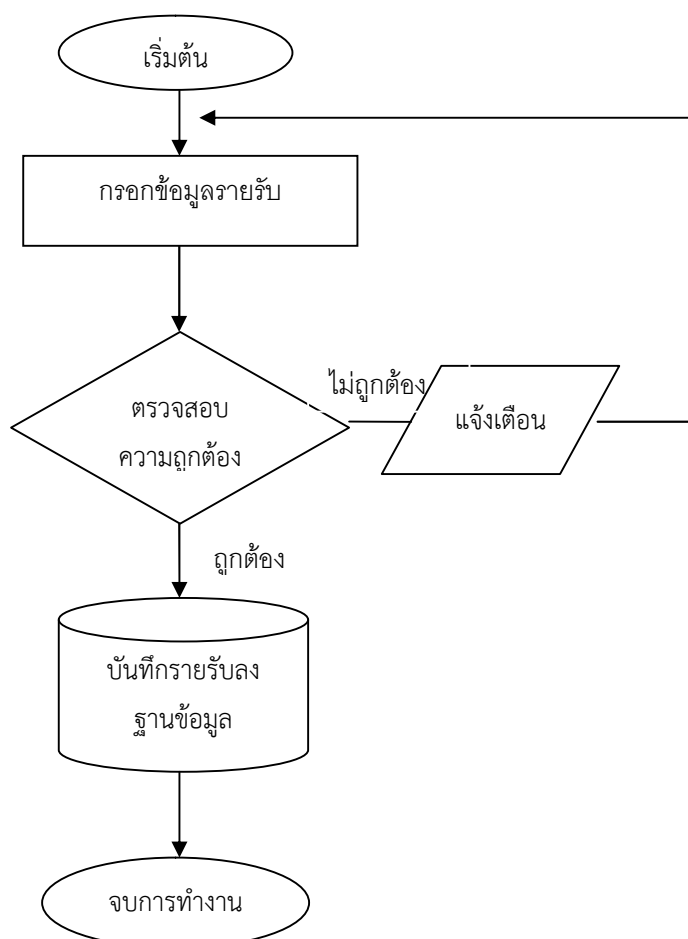 เริ่มต้น
กรอกข้อมูลรายรับ
ตรวจสอบ
ความถูกต้อง
ไม่ถูกต้อง
แจ้งเตือน
ถูกต้อง
บันทึกรายรับลง
ฐานข้อมูล
จบการทำงาน